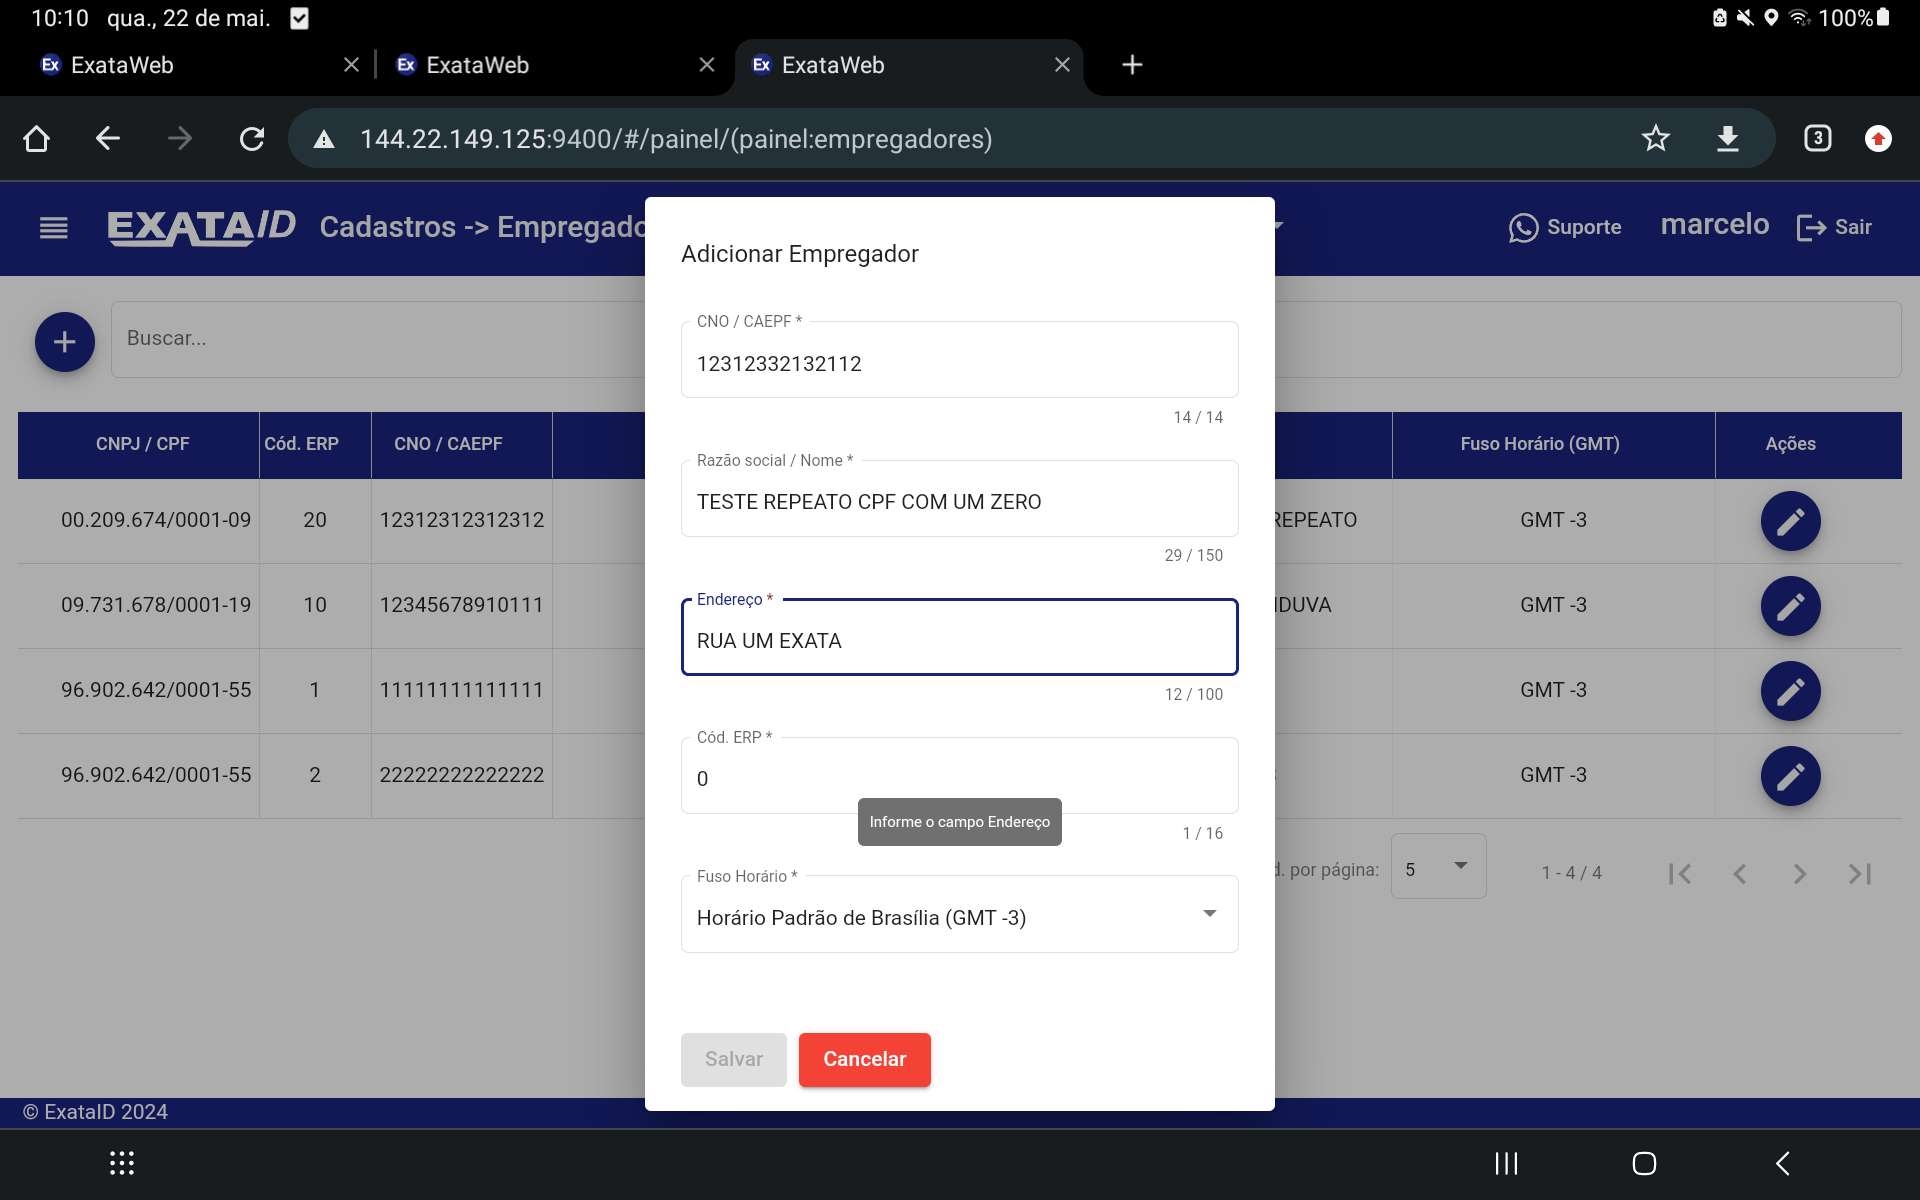 10:10 qua., 22 de mai. 100%
Ex ExataWeb Ex ExataWeb Ex ExataWeb
144.22.149.125:9400/#/painel/(painel:empregadores) 3
EXATA ID Cadastros -> Empregado Suporte marcelo Sair
Adicionar Empregador
Buscar...
CNO / CAEPF *
12312332132112
14 / 14
CNPJ / CPF Cód. ERP CNO / CAEPF Fuso Horário (GMT) Ações
Razão social / Nome *
TESTE REPEATO CPF COM UM ZERO
29 / 150
00.209.674/0001-09 20 12312312312312 REPEATO GMT -3
Endereço *
RUA UM EXATA
12 / 100
09.731.678/0001-19 10 12345678910111 DUVA GMT -3
96.902.642/0001-55 1 11111111111111 GMT -3
Cód. ERP *
0
1 / 16
96.902.642/0001-55 2 22222222222222 GMT -3
Informe o campo Endereço
Fuso Horário *
Horário Padrão de Brasília (GMT -3)
d. por página: 5 1 - 4 / 4
Salvar Cancelar
© ExataID 2024